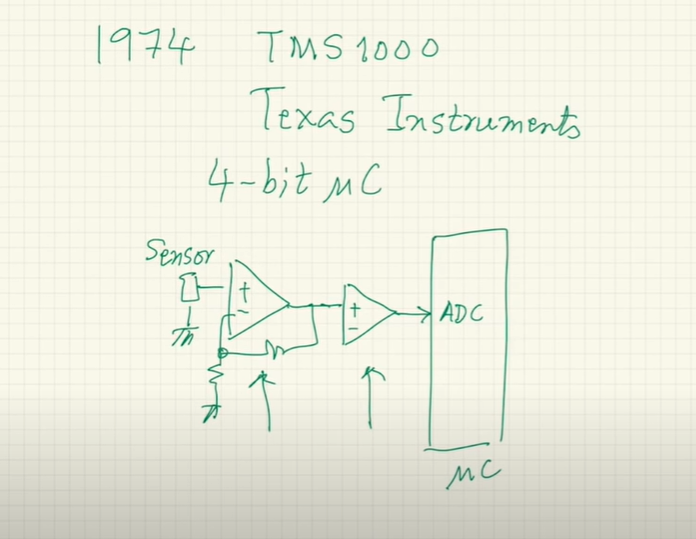 1974 TMS1000
Texas Instruments
4-bit μC
Sensor
+
-
+
-
ADC
μC